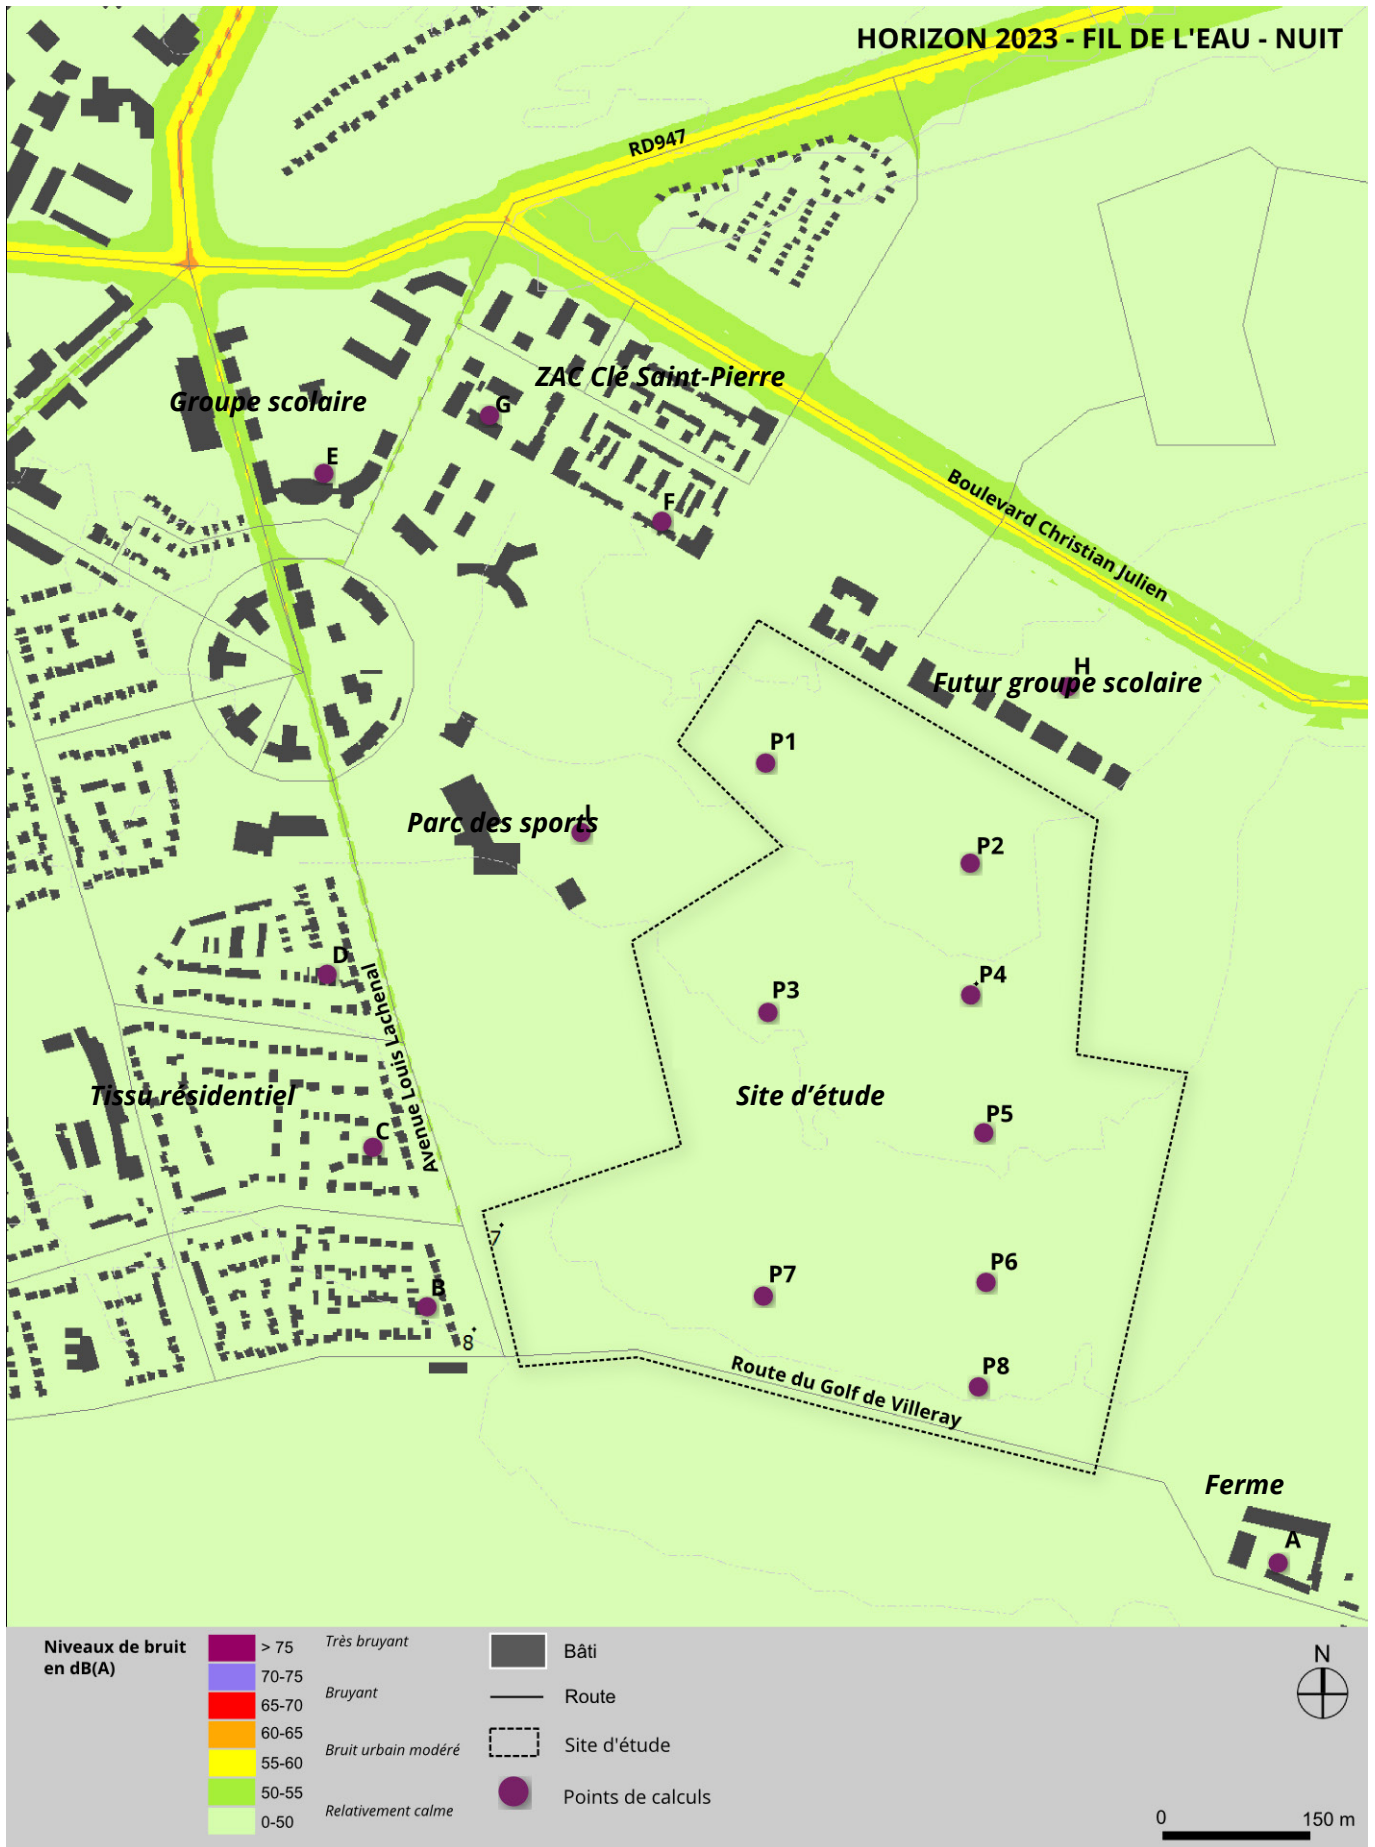 HORIZON 2023 - FIL DE L'EAU - NUIT
RD947
ZAC Clé Saint-Pierre
Groupe scolaire
G
E
F
Boulevard Christian Julien
H
Futur groupe scolaire
P1
I
Parc des sports
P2
D
P4
P3
Avenue Louis Lachenal
Tissu résidentiel
Site d’étude
P5
C
7
P6
P7
B
8
Route du Golf de Villeray
P8
Ferme
A
Niveaux de bruit
en dB(A)
> 75
70-75
65-70
60-65
55-60
50-55
0-50
Très bruyant
Bruyant
Bruit urbain modéré
Relativement calme
Bâti
Route
Site d'étude
Points de calculs
N
0 150 m